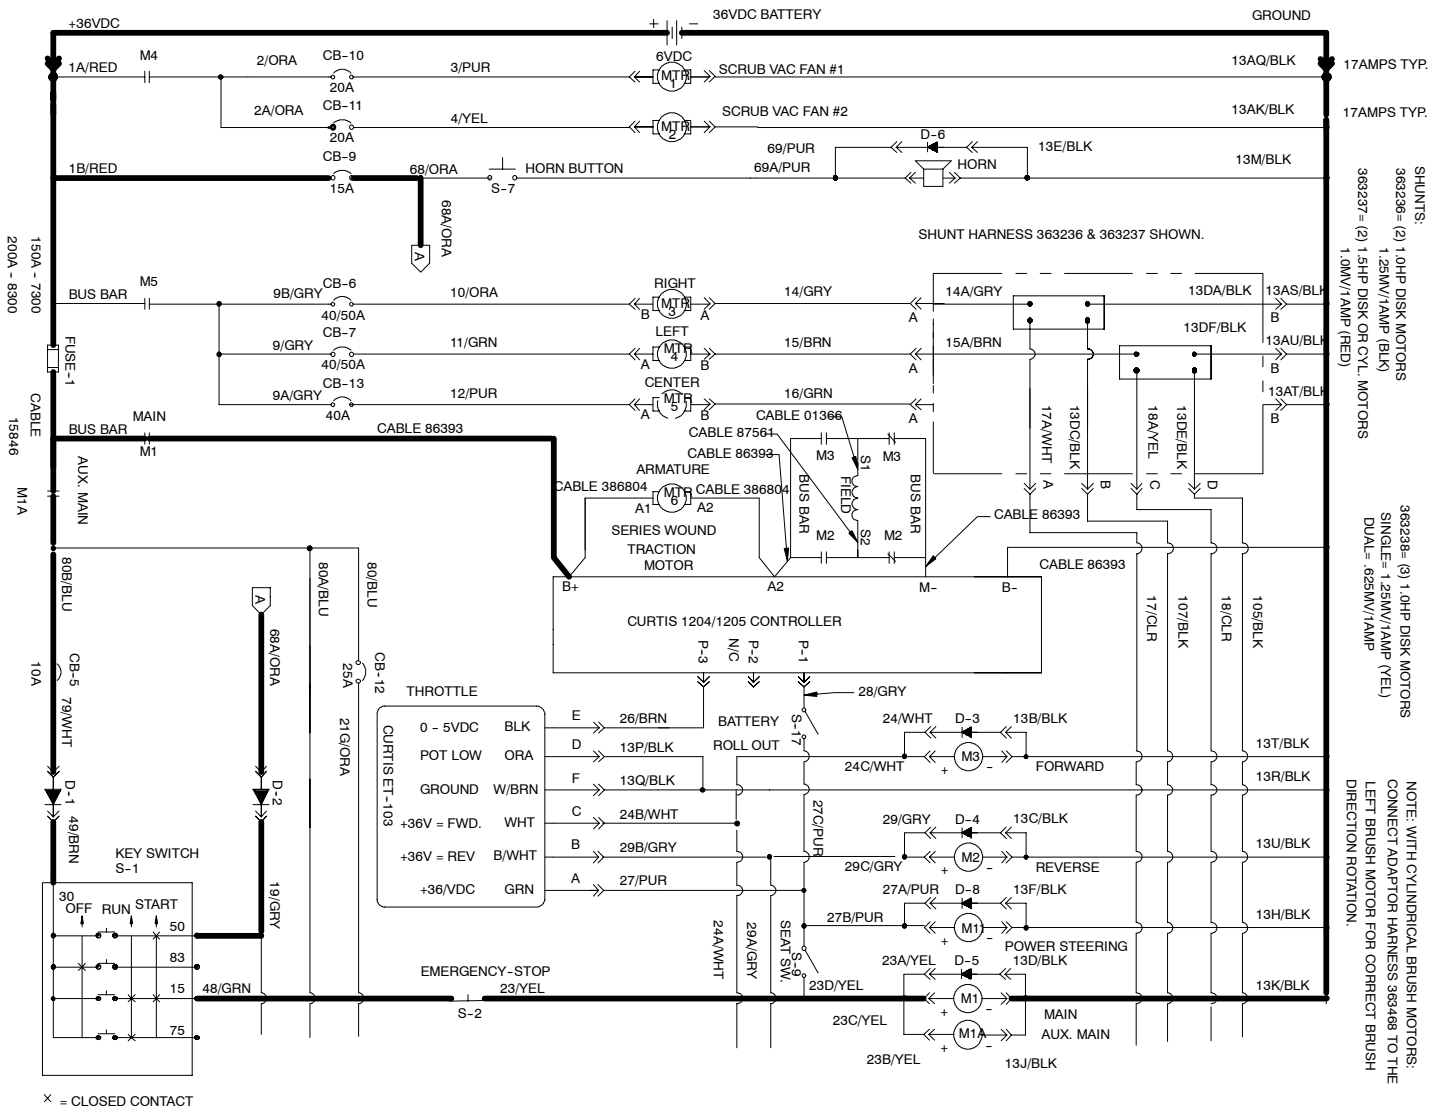 +36VDC
36VDC BATTERY
GROUND
+ −
1A/RED
M4
2/ORA
CB-10
20A
3/PUR
6VDC
MTR
1
SCRUB VAC FAN #1
13AQ/BLK
17AMPS TYP.
2A/ORA
CB-11
20A
4/YEL
MTR
2
SCRUB VAC FAN #2
13AK/BLK
17AMPS TYP.
1B/RED
CB-9
15A
68/ORA
HORN BUTTON
S-7
69/PUR
69A/PUR
D-6
HORN
13E/BLK
13M/BLK
68A/ORA
A
SHUNT HARNESS 363236 & 363237 SHOWN.
SHUNTS:
363236= (2) 1.0HP DISK MOTORS
1.25MV/1AMP (BLK)
363237= (2) 1.5HP DISK OR CYL. MOTORS
1.0MV/1AMP (RED)
150A - 7300
200A - 8300
BUS BAR
M5
9B/GRY
CB-6
40/50A
10/ORA
RIGHT
B
MTR
3
A
14/GRY
A
14A/GRY
13DA/BLK
13AS/BLK
B
9/GRY
CB-7
40/50A
11/GRN
LEFT
A
MTR
4
B
15/BRN
A
15A/BRN
13DF/BLK
13AU/BLK
B
9A/GRY
CB-13
40A
12/PUR
CENTER
A
MTR
5
B
16/GRN
A
13AT/BLK
B
FUSE-1
CABLE
15846
BUS BAR
MAIN
M1
CABLE 86393
CABLE 01366
CABLE 87561
CABLE 86393
M3
M3
S1
FIELD
S2
BUS BAR
BUS BAR
M2
M2
17A/WHT
13DC/BLK
18A/YEL
13DE/BLK
A
B
C
D
AUX. MAIN
M1A
ARMATURE
CABLE 386804
A1
MTR
6
A2
CABLE 386804
SERIES WOUND
TRACTION
MOTOR
CABLE 86393
CABLE 86393
363238= (3) 1.0HP DISK MOTORS
SINGLE= 1.25MV/1AMP (YEL)
DUAL= .625MV/1AMP
80B/BLU
A
68A/ORA
80A/BLU
80/BLU
B+
A2
M-
B-
CURTIS 1204/1205 CONTROLLER
P-3
N/C
P-2
P-1
17/CLR
107/BLK
18/CLR
105/BLK
CB-5
10A
79/WHT
CB-12
25A
21G/ORA
THROTTLE
CURTIS ET-103
0 - 5VDC BLK
E
26/BRN
POT LOW ORA
D
13P/BLK
GROUND W/BRN
F
13Q/BLK
+36V = FWD. WHT
C
24B/WHT
+36V = REV B/WHT
B
29B/GRY
+36/VDC GRN
A
27/PUR
28/GRY
BATTERY
ROLL OUT
S-17
27C/PUR
24/WHT
D-3
13B/BLK
24C/WHT
+
M3
−
FORWARD
13T/BLK
13R/BLK
29/GRY
D-4
13C/BLK
29C/GRY
+
M2
−
REVERSE
13U/BLK
27A/PUR
D-8
13F/BLK
27B/PUR
+
M11
−
POWER STEERING
13H/BLK
24A/WHT
29A/GRY
SEAT SW.
S-9
23A/YEL
D-5
13D/BLK
23D/YEL
+
M1
−
MAIN
13K/BLK
23C/YEL
+
M1A
−
AUX. MAIN
23B/YEL
13J/BLK
NOTE: WITH CYLINDRICAL BRUSH MOTORS:
CONNECT ADAPTOR HARNESS 363468 TO THE
LEFT BRUSH MOTOR FOR CORRECT BRUSH
DIRECTION ROTATION.
D-1
D-2
49/BRN
19/GRY
KEY SWITCH
S-1
30
OFF RUN START
50
83
15
75
48/GRN
EMERGENCY-STOP
23/YEL
S-2
× = CLOSED CONTACT